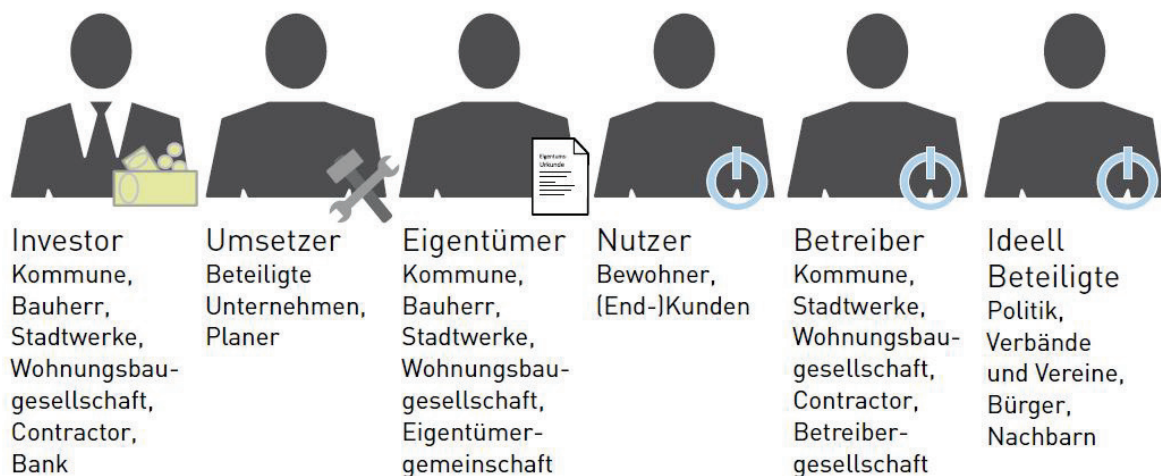 Eigentums-
Urkunde
Investor
Kommune,
Bauherr,
Stadtwerke,
Wohnungsbau-
gesellschaft,
Contractor,
Bank
Umsetzer
Beteiligte
Unternehmen,
Planer
Eigentümer
Kommune,
Bauherr,
Stadtwerke,
Wohnungsbau-
gesellschaft,
Eigentümer-
gemeinschaft
Nutzer
Bewohner,
(End-)Kunden
Betreiber
Kommune,
Stadtwerke,
Wohnungsbau-
gesellschaft,
Contractor,
Betreiber-
gesellschaft
Ideell
Beteiligte
Politik,
Verbände
und Vereine,
Bürger,
Nachbarn